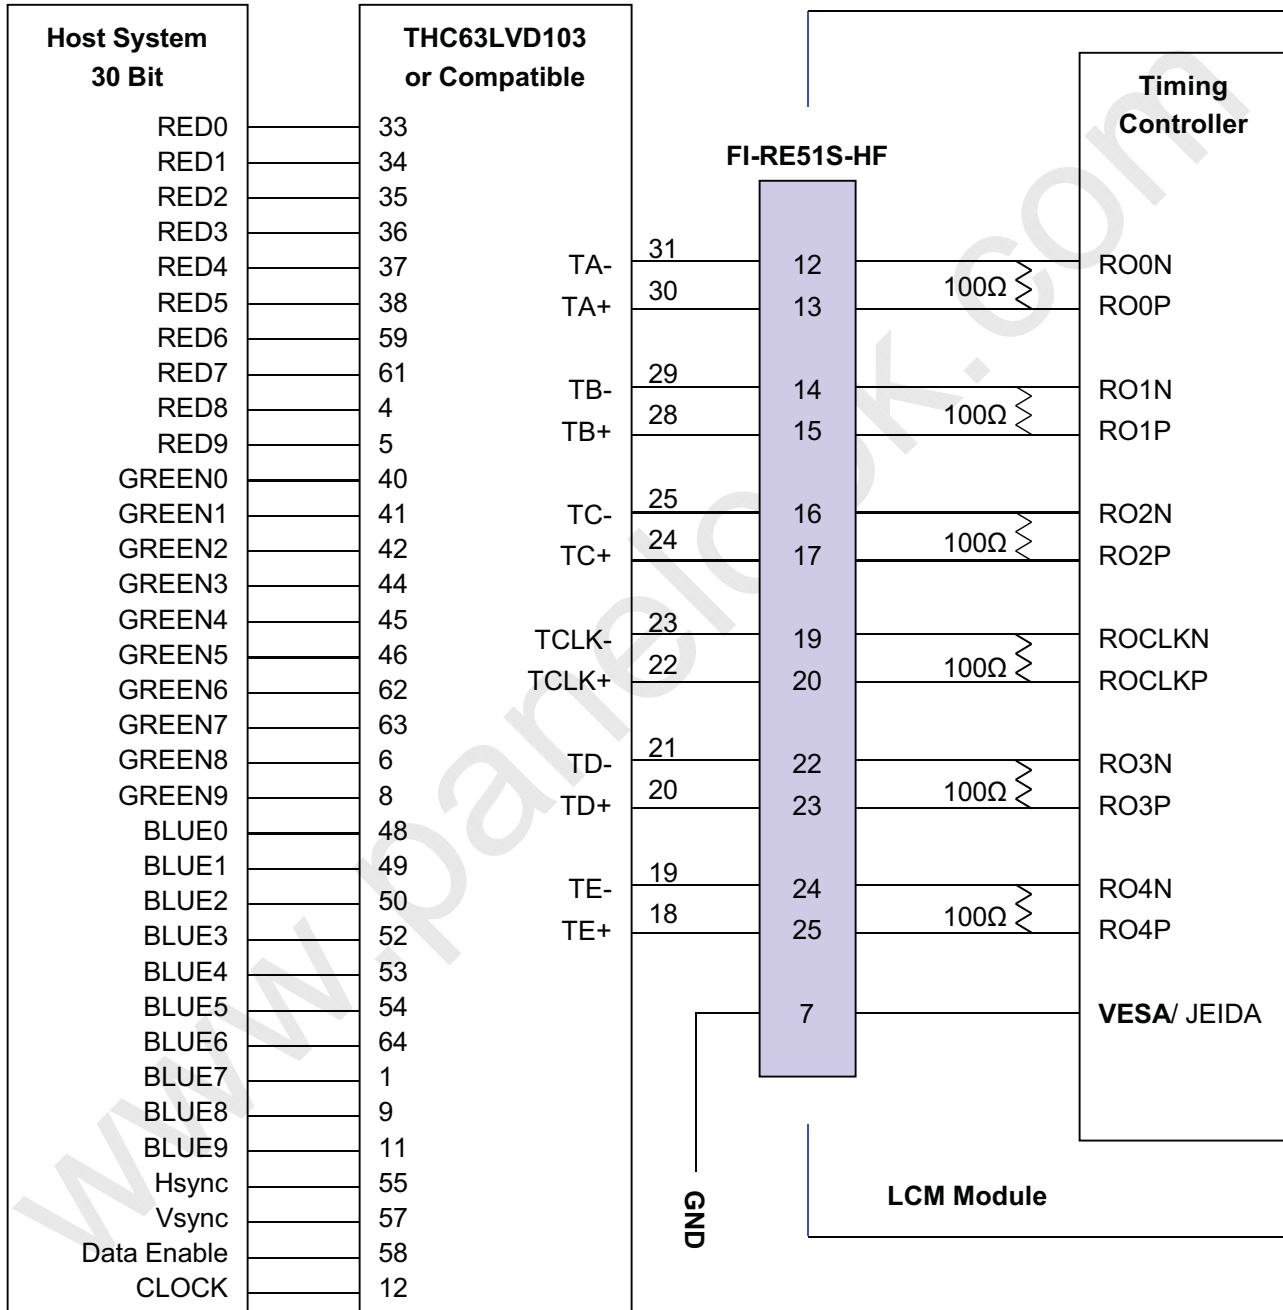 Host System
30 Bit
THC63LVD103
or Compatible
Timing
Controller
FI-RE51S-HF
RED0 33
RED1 34
RED2 35
RED3 36
RED4 37
RED5 38
RED6 59
RED7 61
RED8 4
RED9 5
GREEN0 40
GREEN1 41
GREEN2 42
GREEN3 44
GREEN4 45
GREEN5 46
GREEN6 62
GREEN7 63
GREEN8 6
GREEN9 8
BLUE0 48
BLUE1 49
BLUE2 50
BLUE3 52
BLUE4 53
BLUE5 54
BLUE6 64
BLUE7 1
BLUE8 9
BLUE9 11
Hsync 55
Vsync 57
Data Enable 58
CLOCK 12
TA- 31 12 RO0N
100Ω
TA+ 30 13 RO0P
TB- 29 14 RO1N
100Ω
TB+ 28 15 RO1P
TC- 25 16 RO2N
100Ω
TC+ 24 17 RO2P
TCLK- 23 19 ROCLKN
100Ω
TCLK+ 22 20 ROCLKP
TD- 21 22 RO3N
100Ω
TD+ 20 23 RO3P
TE- 19 24 RO4N
100Ω
TE+ 18 25 RO4P
7 VESA/ JEIDA
GND
LCM Module
www.panelook.com